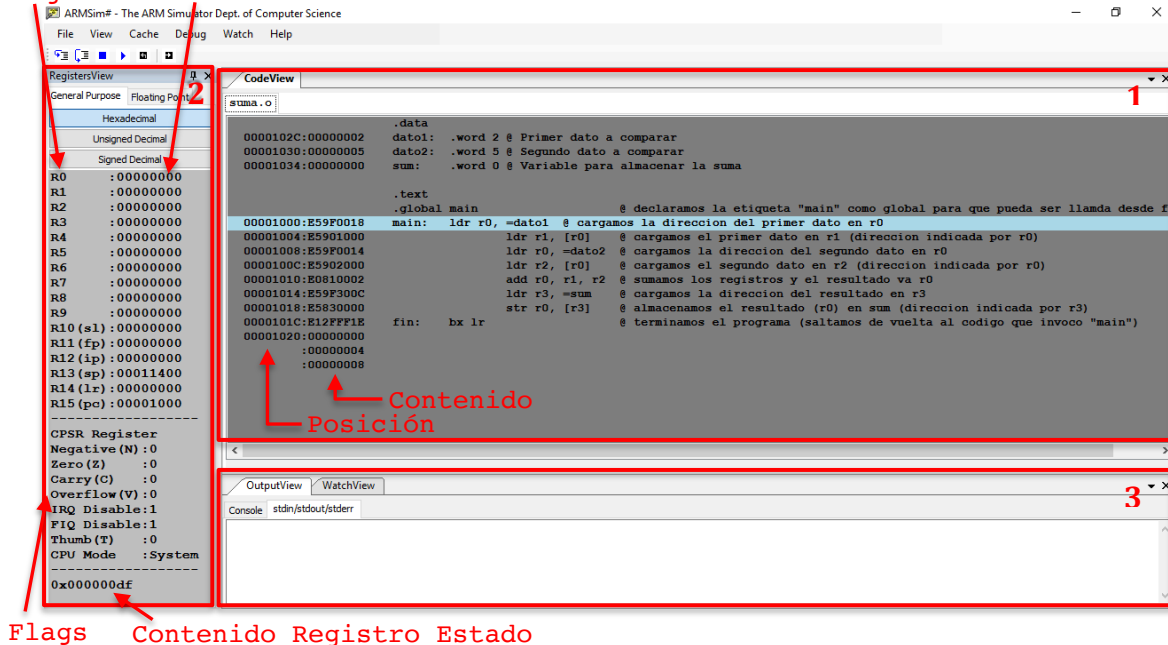 ARMSim# - The ARM Simulator Dept. of Computer Science
File View Cache Debug Watch Help
RegistersView
General Purpose Floating Point
2
Hexadecimal
Unsigned Decimal
Signed Decimal
R0 :00000000
R1 :00000000
R2 :00000000
R3 :00000000
R4 :00000000
R5 :00000000
R6 :00000000
R7 :00000000
R8 :00000000
R9 :00000000
R10(sl):00000000
R11(fp):00000000
R12(ip):00000000
R13(sp):00011400
R14(lr):00000000
R15(pc):00001000
-------------------
CPSR Register
Negative(N):0
Zero(Z) :0
Carry(C) :0
Overflow(V):0
IRQ Disable:1
FIQ Disable:1
Thumb(T) :0
CPU Mode :System
-------------------
0x000000df
CodeView
1
suma.o
.data
0000102C:00000002 dato1: .word 2 @ Primer dato a comparar
00001030:00000005 dato2: .word 5 @ Segundo dato a comparar
00001034:00000000 sum: .word 0 @ Variable para almacenar la suma
.text
.global main @ declaramos la etiqueta "main" como global para que pueda ser llamda desde f
00001000:E59F0018 main: ldr r0, =dato1 @ cargamos la direccion del primer dato en r0
00001004:E5901000 ldr r1, [r0] @ cargamos el primer dato en r1 (direccion indicada por r0)
00001008:E59F0014 ldr r0, =dato2 @ cargamos la direccion del segundo dato en r0
0000100C:E5902000 ldr r2, [r0] @ cargamos el segundo dato en r2 (direccion indicada por r0)
00001010:E0810002 add r0, r1, r2 @ sumamos los registros y el resultado va r0
00001014:E59F300C ldr r3, =sum @ cargamos la direccion del resultado en r3
00001018:E5830000 str r0, [r3] @ almacenamos el resultado (r0) en sum (direccion indicada por r3)
0000101C:E12FFF1E fin: bx lr @ terminamos el programa (saltamos de vuelta al codigo que invoco "main")
00001020:00000000
:00000004
:00000008
Contenido
Posición
OutputView WatchView
3
Console stdin/stdout/stderr
Flags Contenido Registro Estado